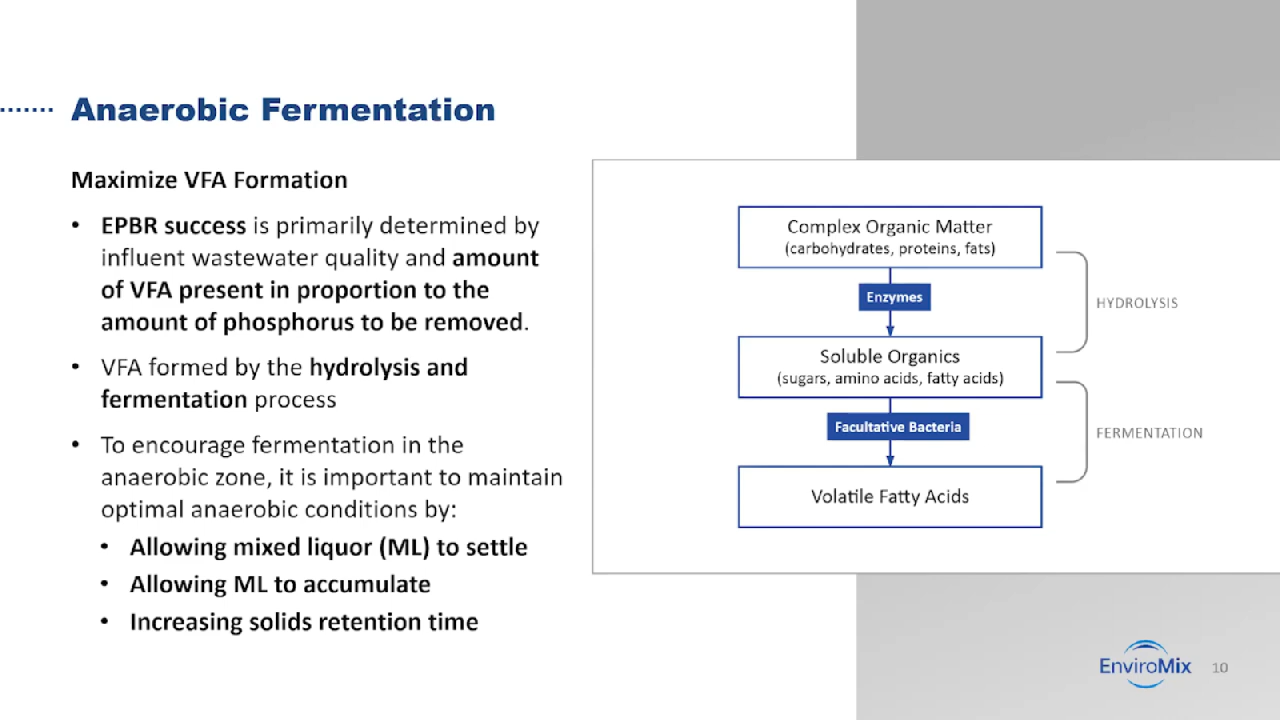 Anaerobic Fermentation
Maximize VFA Formation
• EPBR success is primarily determined by
influent wastewater quality and amount
of VFA present in proportion to the
amount of phosphorus to be removed.
• VFA formed by the hydrolysis and
fermentation process
• To encourage fermentation in the
anaerobic zone, it is important to maintain
optimal anaerobic conditions by:
• Allowing mixed liquor (ML) to settle
• Allowing ML to accumulate
• Increasing solids retention time
Complex Organic Matter
(carbohydrates, proteins, fats)
Enzymes
HYDROLYSIS
Soluble Organics
(sugars, amino acids, fatty acids)
Facultative Bacteria
FERMENTATION
Volatile Fatty Acids
EnviroMix
10